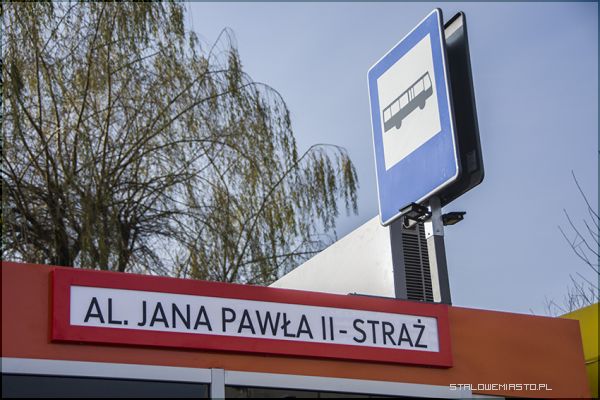 AL. JANA PAWŁA II - STRAŻ
STALOWEMIASTO.PL